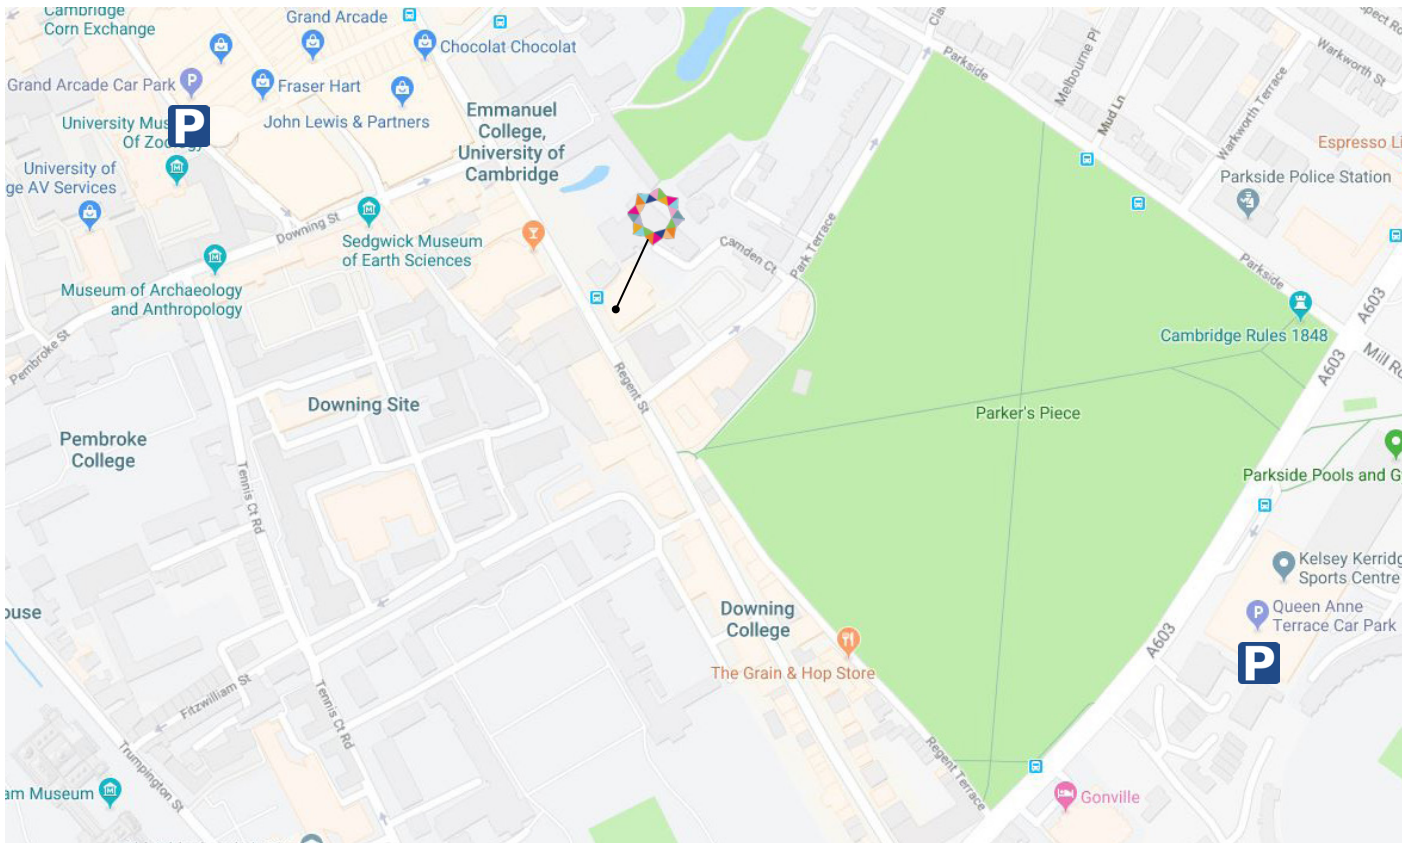 Cambridge
Corn Exchange
Grand Arcade
Chocolat Chocolat
Grand Arcade Car Park
P
Fraser Hart
John Lewis & Partners
University Mus
Of Zoology
P
Emmanuel
College,
University of
Cambridge
University of
ge AV Services
Downing St
Sedgwick Museum
of Earth Sciences
Museum of Archaeology
and Anthropology
Pembroke St
Camden Ct
Park Terrace
Parkside
Melbourne Pl
Mud Ln
Warkworth St
Warkworth Terrace
Espresso Li
Parkside Police Station
Parkside
A603
Cambridge Rules 1848
A603
Mill Rd
Regent St
Downing Site
Parker's Piece
Pembroke
College
Tennis Ct Rd
Parkside Pools and G
Kelsey Kerridg
Sports Centre
P
Queen Anne
Terrace Car Park
P
A603
ouse
Downing
College
The Grain & Hop Store
Fitzwilliam St
Tennis Ct Rd
Trumpington St
Regent Terrace
am Museum
Gonville